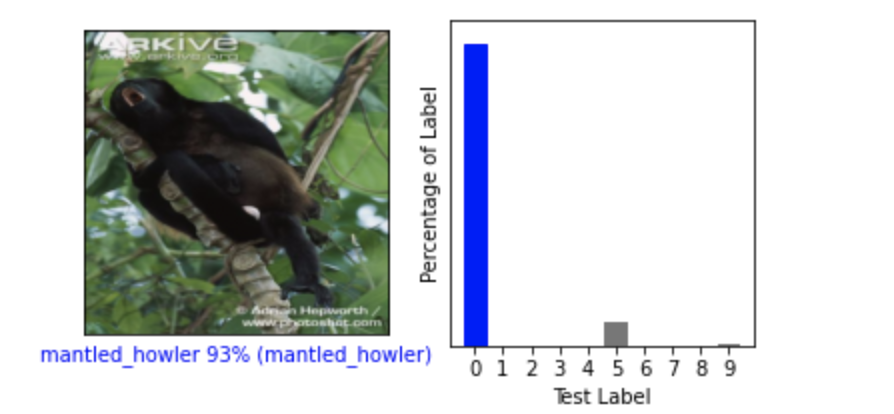 ARKIVE
www.arkive.org
© Adrian Hepworth /
www.photoshot.com
mantled_howler 93% (mantled_howler)
Percentage of Label
0 1 2 3 4 5 6 7 8 9
Test Label